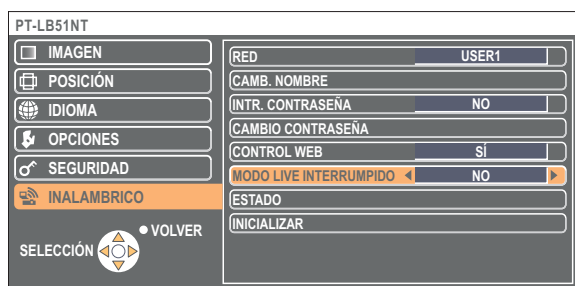 PT-LB51NT
IMAGEN
POSICIÓN
IDIOMA
OPCIONES
SEGURIDAD
INALAMBRICO
VOLVER
SELECCIÓN
RED USER1
CAMB. NOMBRE
INTR. CONTRASEÑA NO
CAMBIO CONTRASEÑA
CONTROL WEB SÍ
MODO LIVE INTERRUMPIDO NO
ESTADO
INICIALIZAR